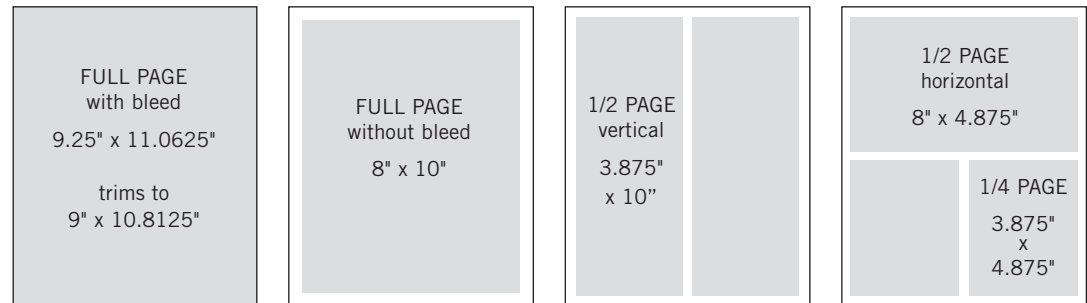 FULL PAGE
with bleed
9.25" x 11.0625"
trims to
9" x 10.8125"
FULL PAGE
without bleed
8" x 10"
1/2 PAGE
vertical
3.875"
x 10”
1/2 PAGE
horizontal
8" x 4.875"
1/4 PAGE
3.875"
x
4.875"